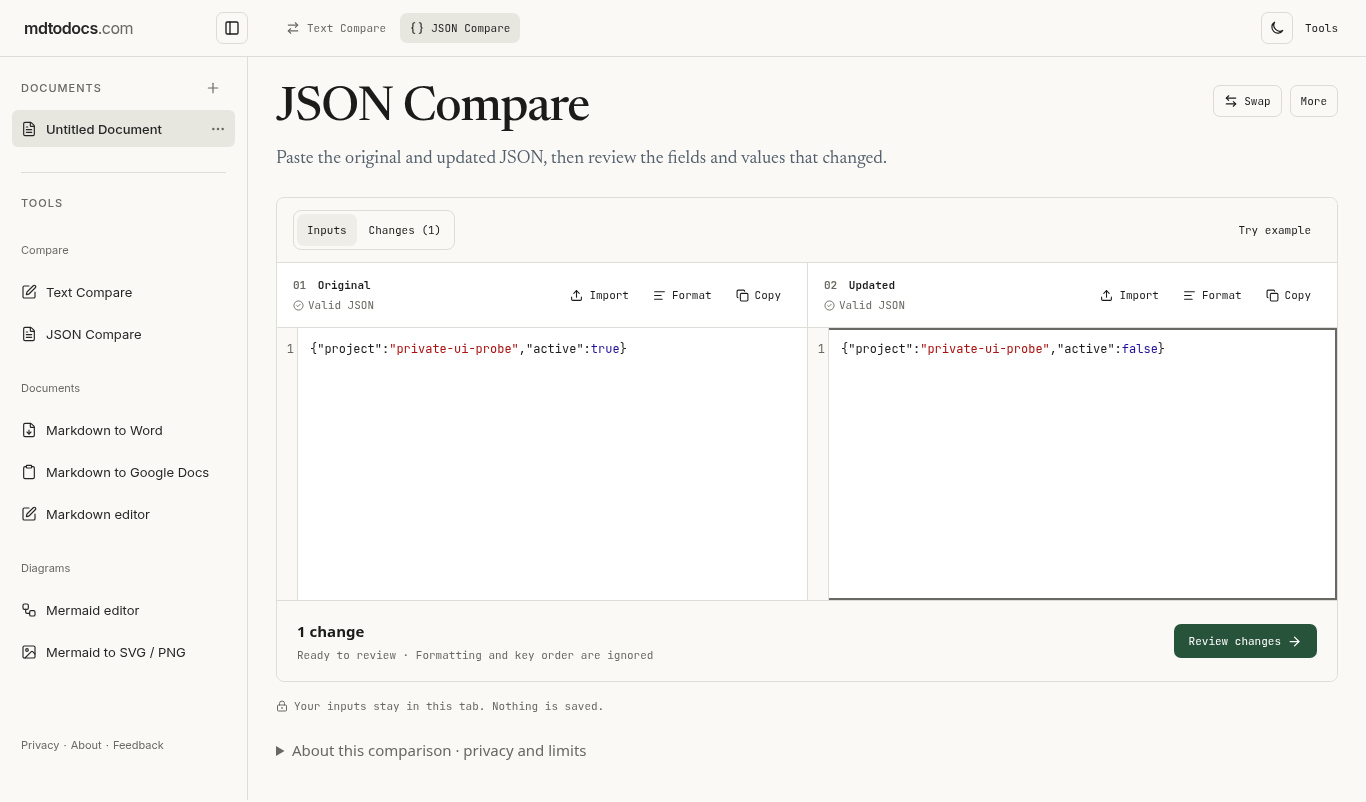 mdtodocs.com
Text Compare
{} JSON Compare
Tools
DOCUMENTS
Untitled Document
TOOLS
Compare
Text Compare
JSON Compare
Documents
Markdown to Word
Markdown to Google Docs
Markdown editor
Diagrams
Mermaid editor
Mermaid to SVG / PNG
Privacy · About · Feedback
JSON Compare
Swap
More
Paste the original and updated JSON, then review the fields and values that changed.
Inputs
Changes (1)
Try example
01 Original
Valid JSON
Import
Format
Copy
1 {"project":"private-ui-probe","active":true}
02 Updated
Valid JSON
Import
Format
Copy
1 {"project":"private-ui-probe","active":false}
1 change
Ready to review · Formatting and key order are ignored
Review changes
Your inputs stay in this tab. Nothing is saved.
About this comparison · privacy and limits